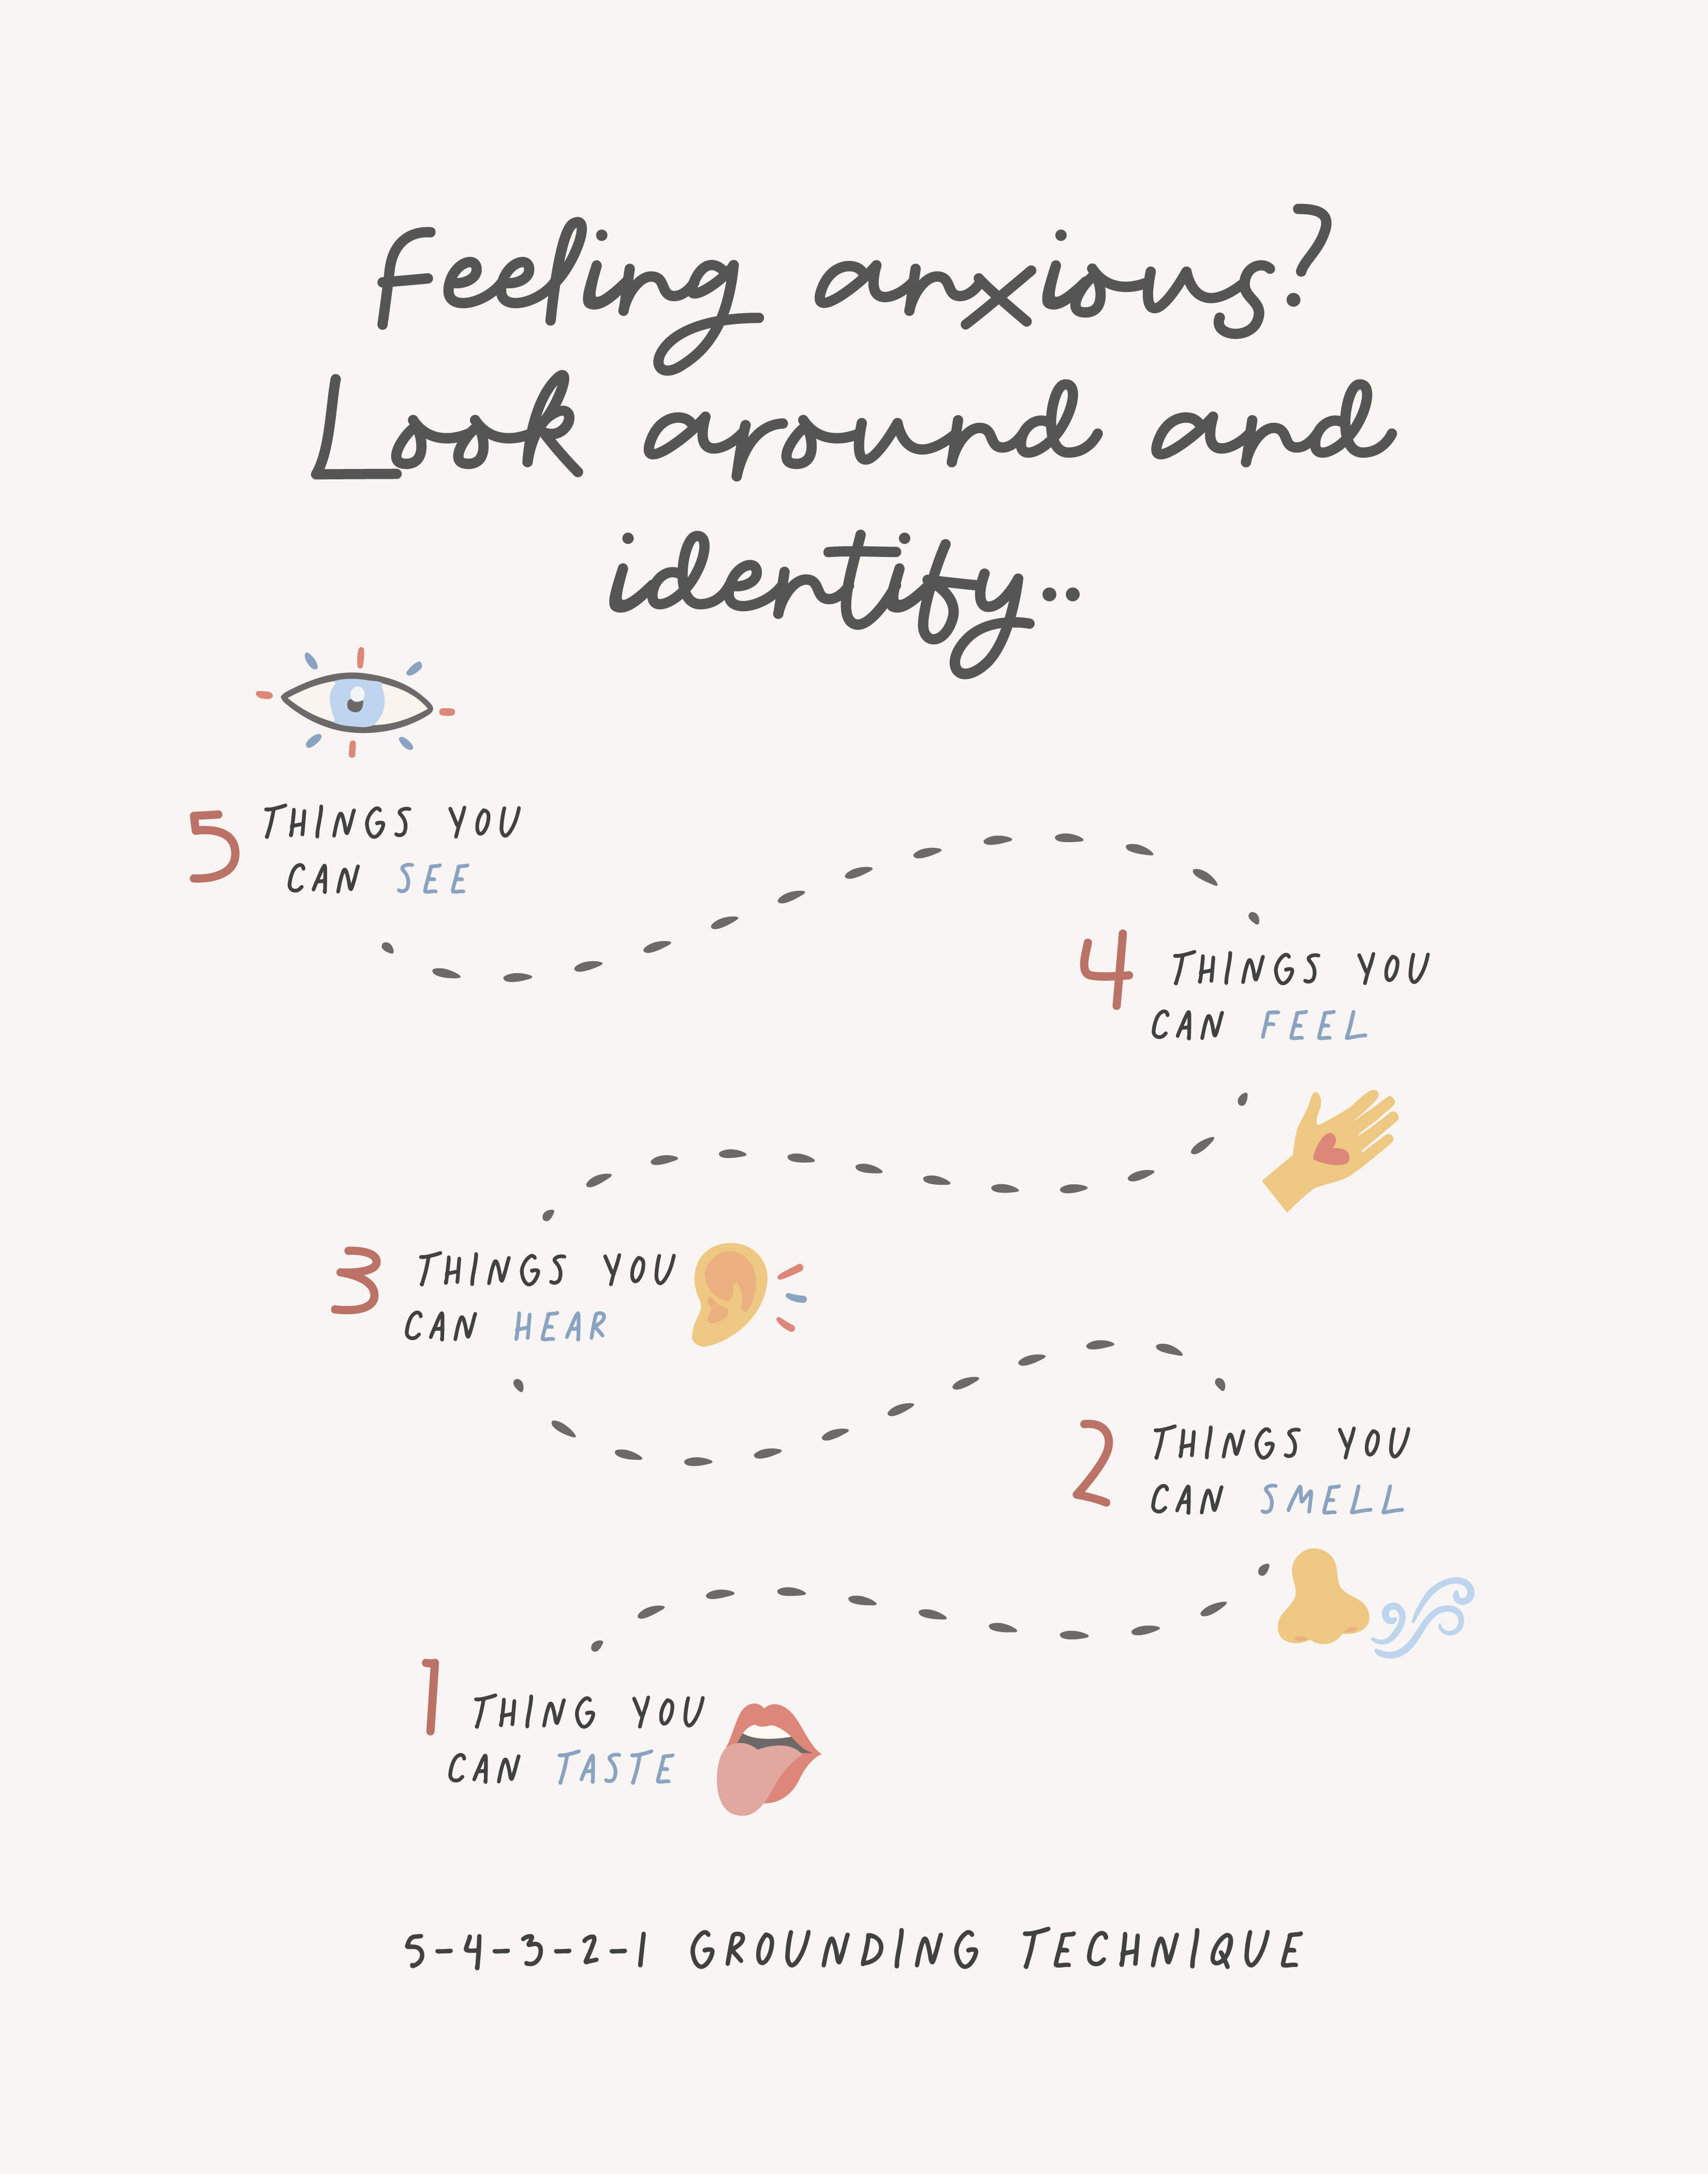 Feeling anxious?
Look around and
identify..
5 THINGS YOU
CAN SEE
4 THINGS YOU
CAN FEEL
3 THINGS YOU
CAN HEAR
2 THINGS YOU
CAN SMELL
1 THING YOU
CAN TASTE
5-4-3-2-1 GROUNDING TECHNIQUE